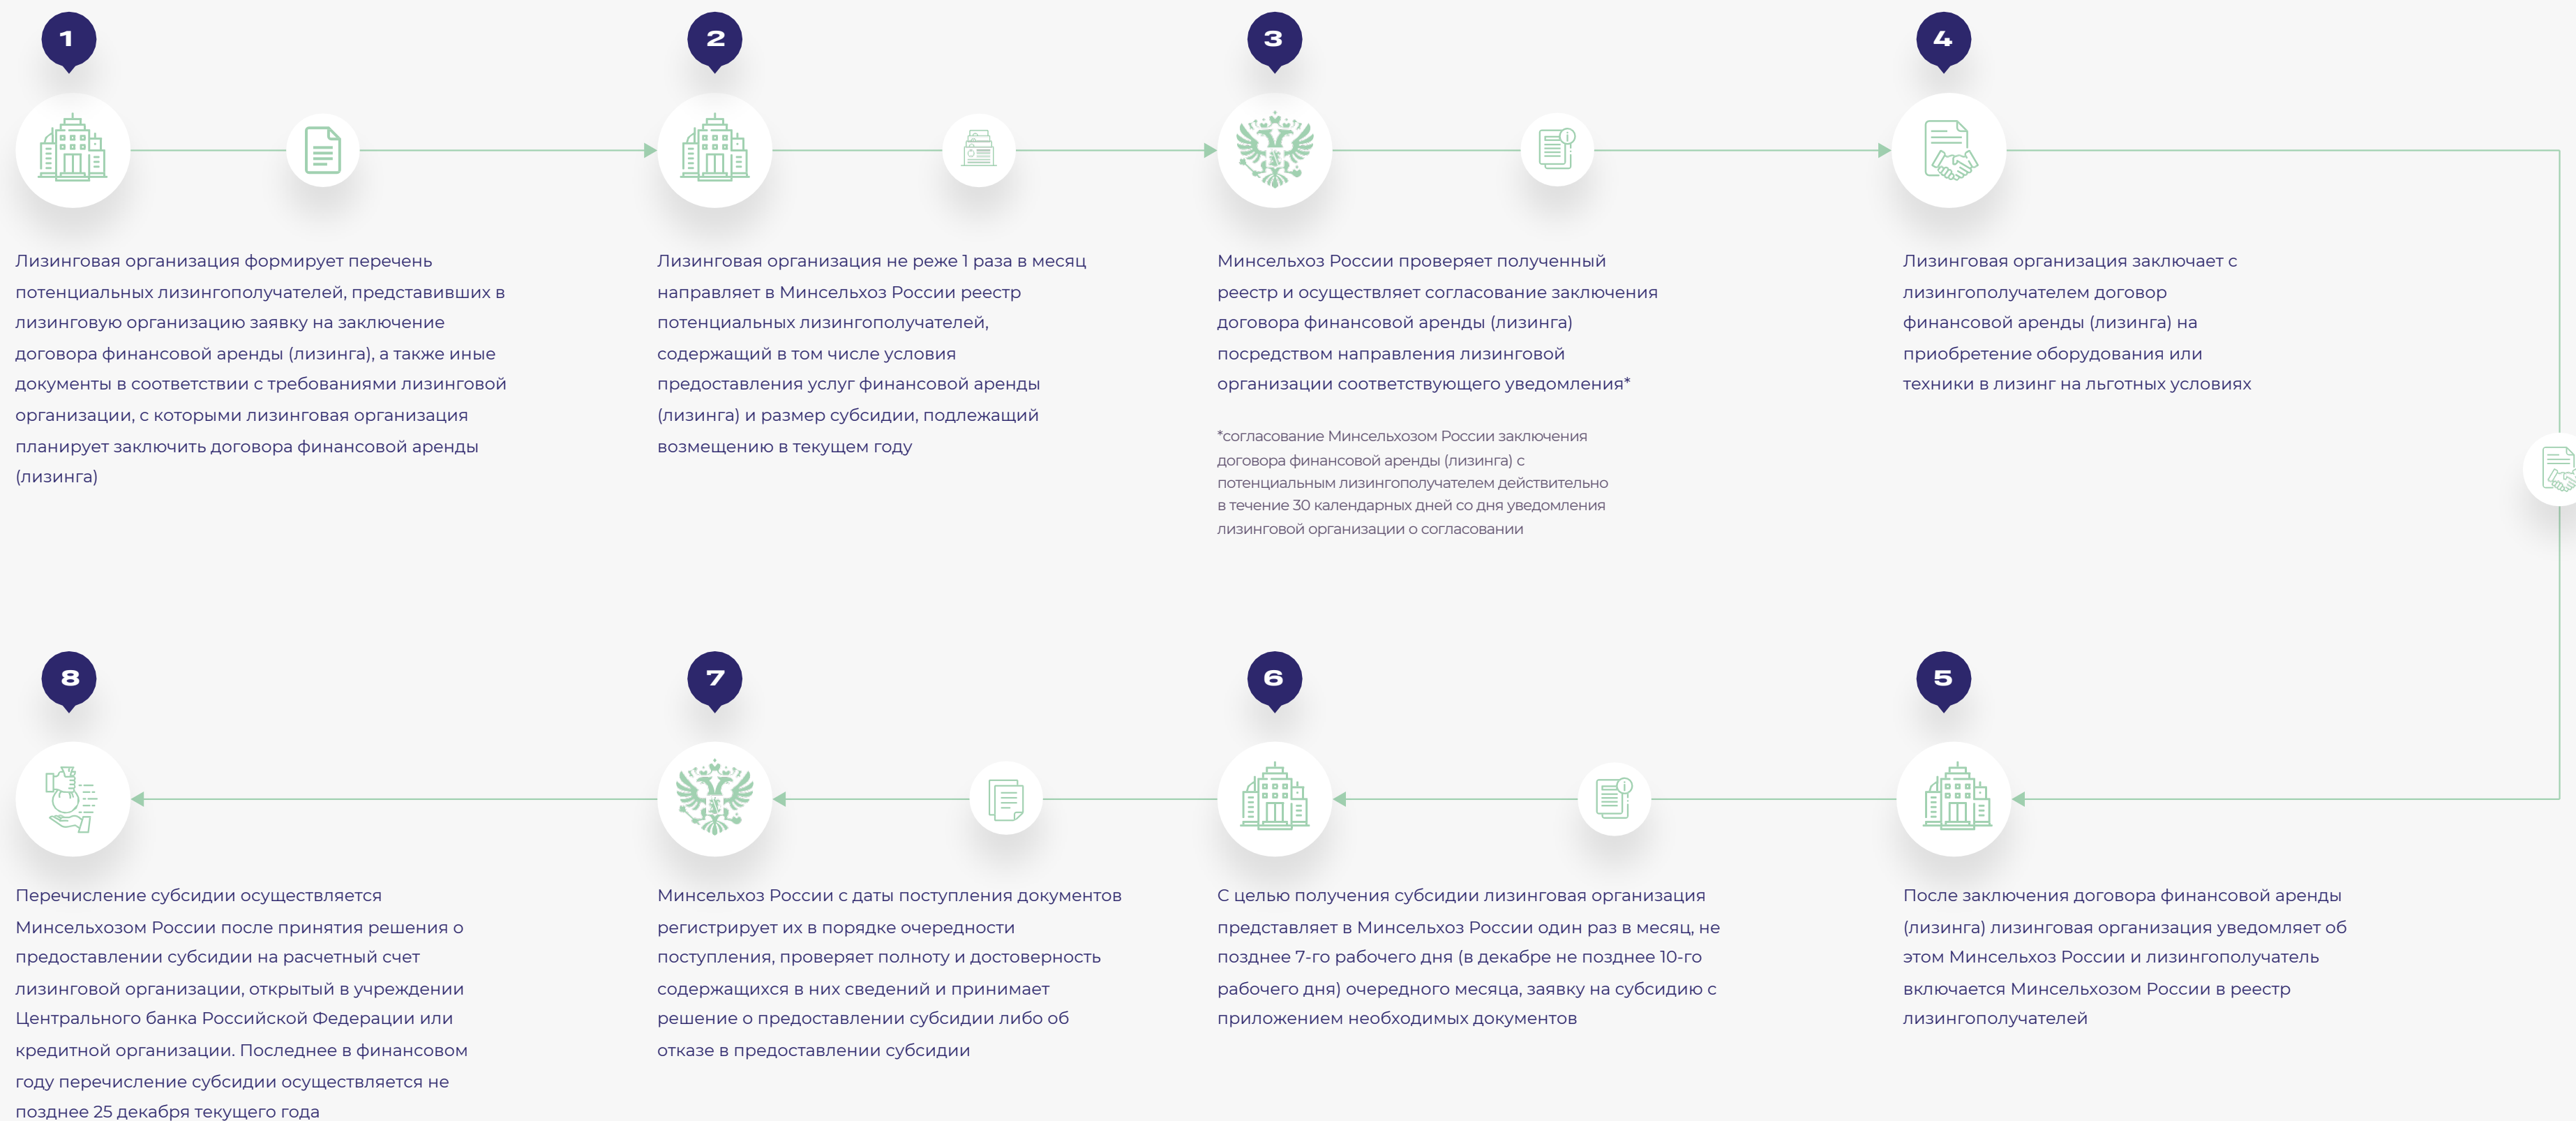 1
Лизинговая организация формирует перечень
потенциальных лизингополучателей, представивших в
лизинговую организацию заявку на заключение
договора финансовой аренды (лизинга), а также иные
документы в соответствии с требованиями лизинговой
организации, с которыми лизинговая организация
планирует заключить договора финансовой аренды
(лизинга)
2
Лизинговая организация не реже 1 раза в месяц
направляет в Минсельхоз России реестр
потенциальных лизингополучателей,
содержащий в том числе условия
предоставления услуг финансовой аренды
(лизинга) и размер субсидии, подлежащий
возмещению в текущем году
3
Минсельхоз России проверяет полученный
реестр и осуществляет согласование заключения
договора финансовой аренды (лизинга)
посредством направления лизинговой
организации соответствующего уведомления*
*согласование Минсельхозом России заключения
договора финансовой аренды (лизинга) с
потенциальным лизингополучателем действительно
в течение 30 календарных дней со дня уведомления
лизинговой организации о согласовании
4
Лизинговая организация заключает с
лизингополучателем договор
финансовой аренды (лизинга) на
приобретение оборудования или
техники в лизинг на льготных условиях
5
После заключения договора финансовой аренды
(лизинга) лизинговая организация уведомляет об
этом Минсельхоз России и лизингополучатель
включается Минсельхозом России в реестр
лизингополучателей
6
С целью получения субсидии лизинговая организация
представляет в Минсельхоз России один раз в месяц, не
позднее 7-го рабочего дня (в декабре не позднее 10-го
рабочего дня) очередного месяца, заявку на субсидию с
приложением необходимых документов
7
Минсельхоз России с даты поступления документов
регистрирует их в порядке очередности
поступления, проверяет полноту и достоверность
содержащихся в них сведений и принимает
решение о предоставлении субсидии либо об
отказе в предоставлении субсидии
8
Перечисление субсидии осуществляется
Минсельхозом России после принятия решения о
предоставлении субсидии на расчетный счет
лизинговой организации, открытый в учреждении
Центрального банка Российской Федерации или
кредитной организации. Последнее в финансовом
году перечисление субсидии осуществляется не
позднее 25 декабря текущего года